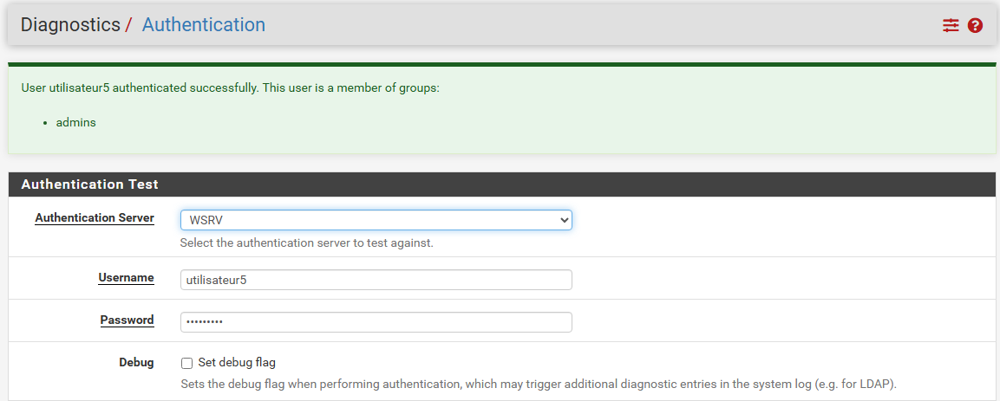 Diagnostics / Authentication
User utilisateur5 authenticated successfully. This user is a member of groups:
• admins
Authentication Test
Authentication Server
WSRV
Select the authentication server to test against.
Username
utilisateur5
Password
•••••••••
Debug
Set debug flag
Sets the debug flag when performing authentication, which may trigger additional diagnostic entries in the system log (e.g. for LDAP).